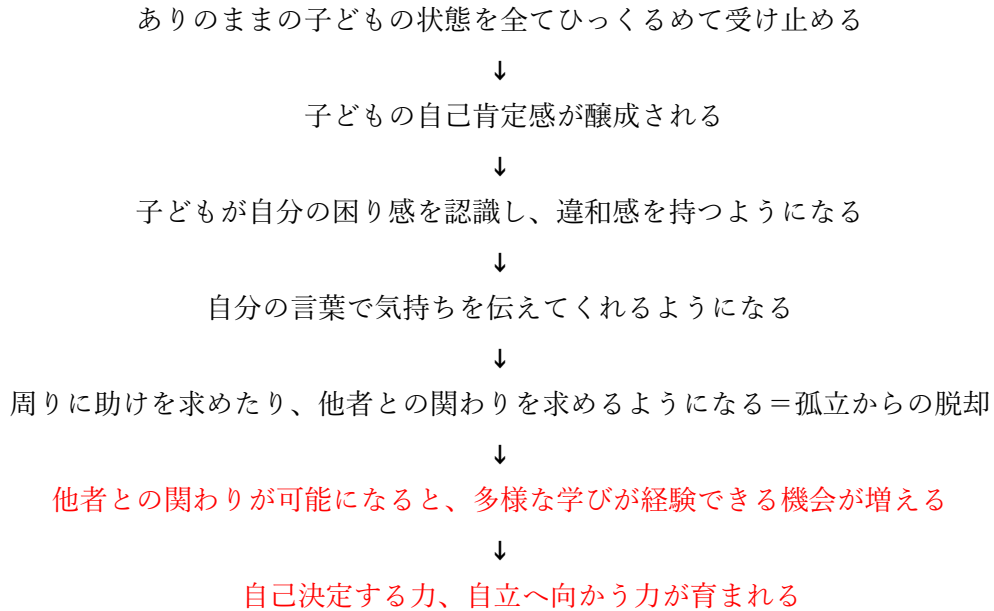 ありのままの子どもの状態を全てひっくるめて受け止める
↓
子どもの自己肯定感が醸成される
↓
子どもが自分の困り感を認識し、違和感を持つようになる
↓
自分の言葉で気持ちを伝えてくれるようになる
↓
周りに助けを求めたり、他者との関わりを求めるようになる＝孤立からの脱却
↓
他者との関わりが可能になると、多様な学びが経験できる機会が増える
↓
自己決定する力、自立へ向かう力が育まれる